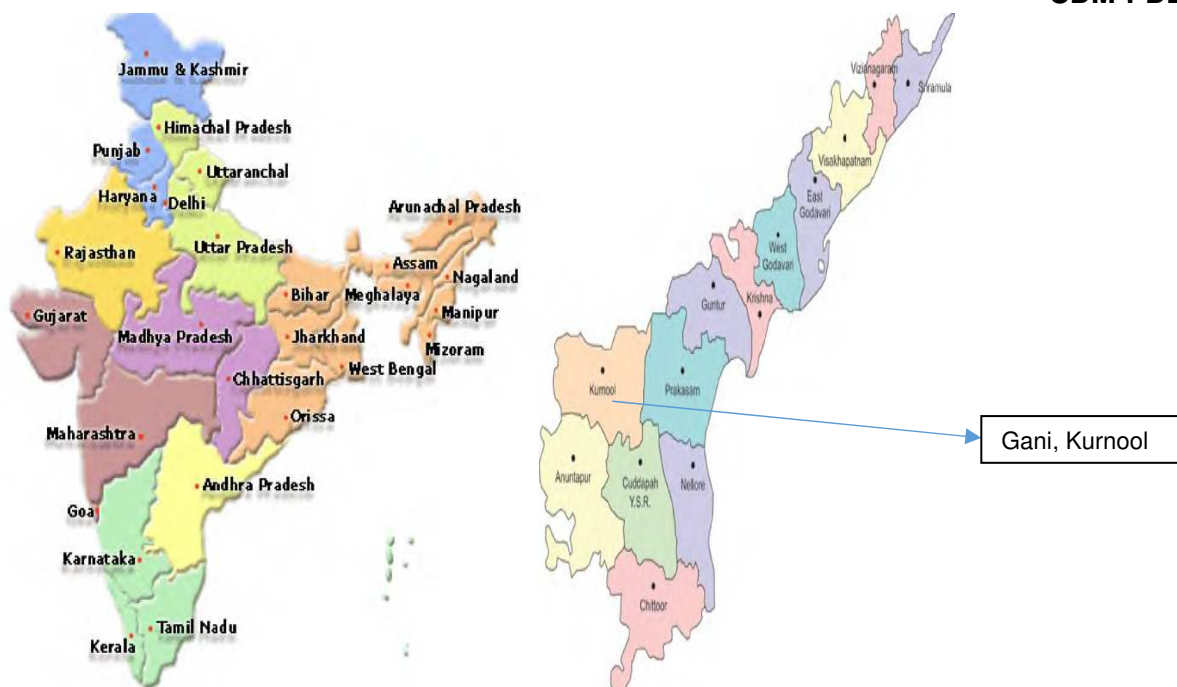 Jammu & Kashmir
Himachal Pradesh
Punjab
Uttaranchal
Haryana
Delhi
Arunachal Pradesh
Rajasthan
Uttar Pradesh
Assam
Nagaland
Bihar
Meghalaya
Gujarat
Manipur
Madhya Pradesh
Jharkhand
Mizoram
West Bengal
Chhattisgarh
Orissa
Maharashtra
Andhra Pradesh
Goa
Karnataka
Tamil Nadu
Kerala
Vizianagaram
Sriramula
Visakhapatnam
East
Godavari
West
Godavari
Krishna
Guntur
Kurnool
Prakasam
Anuntapur
Cuddapah
Y.S.R.
Nellore
Chittoor
Gani, Kurnool